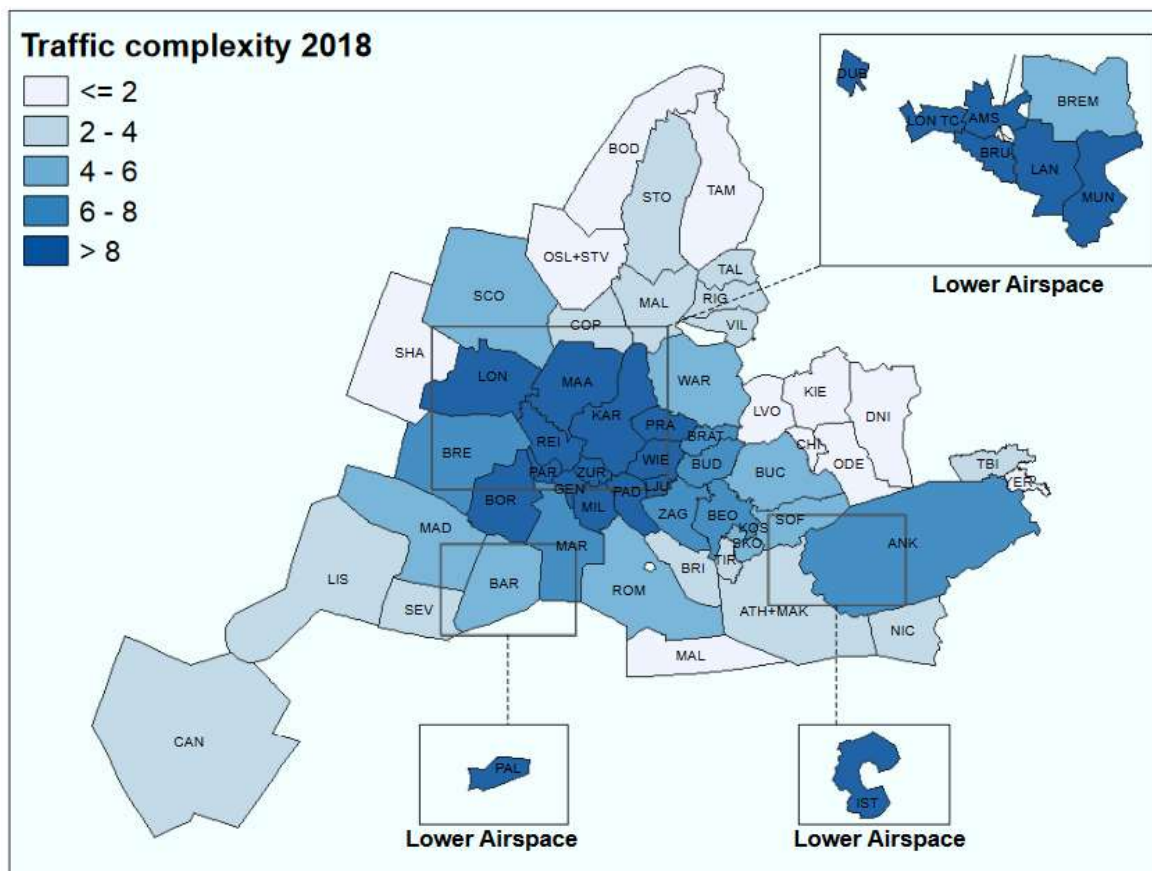 Traffic complexity 2018
<= 2
2 - 4
4 - 6
6 - 8
> 8
DUB
BREM
LON TC
AMS
BRU
LAN
MUN
Lower Airspace
BOD
STO
TAM
OSL+STV
TAL
SCO
MAL
RIG
COP
VIL
SHA
LON
MAA
WAR
KIE
LVO
DNI
KAR
PRA
REI
BRAT
CHI
BRE
WIE
BUD
ODE
PAR
ZUR
BUC
TBI
GEN
PAD
LJU
YER
BOR
MIL
ZAG
BEO
SOF
MAD
KOS
ANK
MAR
SKO
TIR
BRI
LIS
BAR
ROM
SEV
ATH+MAK
NIC
MAL
CAN
PAL
Lower Airspace
IST
Lower Airspace